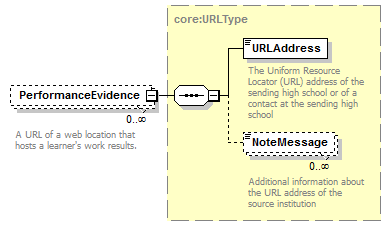 core:URLType
URLAddress
The Uniform Resource
Locator (URL) address of the
sending high school or of a
contact at the sending high
school
PerformanceEvidence
0..∞
A URL of a web location that
hosts a learner's work results.
NoteMessage
0..∞
Additional information about
the URL address of the
source institution